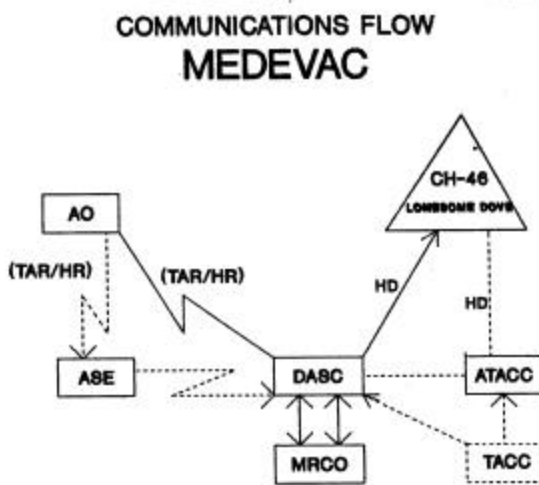 COMMUNICATIONS FLOW
MEDEVAC
CH-46
LONESOME DOVE
AO
(TAR/HR)
(TAR/HR)
HD
HD
ASE
DASC
ATACC
MRCO
TACC